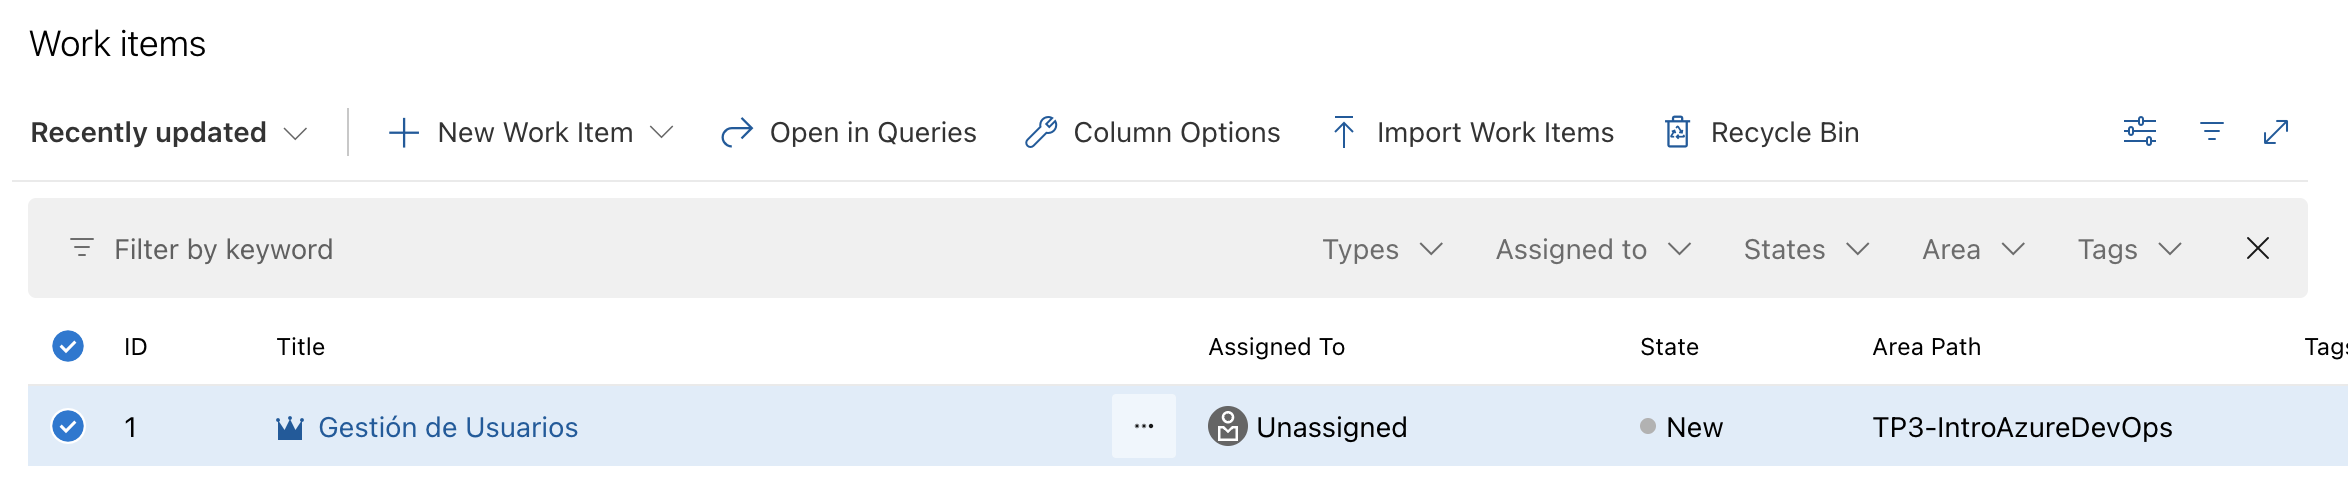 Work items
Recently updated New Work Item Open in Queries Column Options Import Work Items Recycle Bin
Filter by keyword Types Assigned to States Area Tags
ID Title Assigned To State Area Path Tags
1 Gestión de Usuarios ... Unassigned New TP3-IntroAzureDevOps